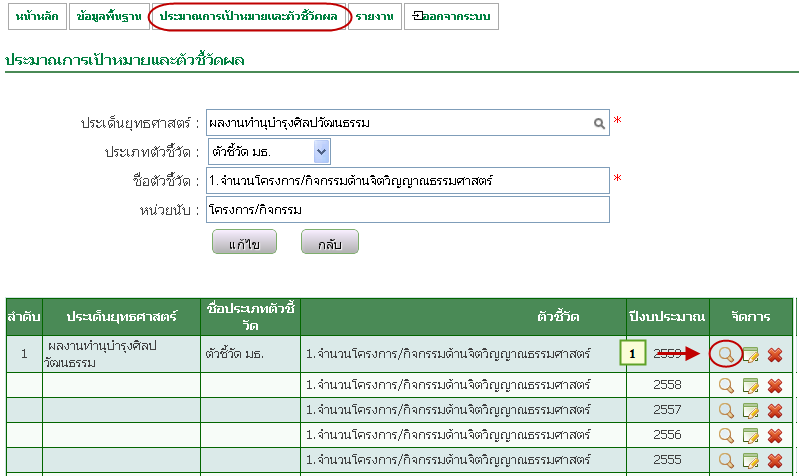 หน้าหลัก ข้อมูลพื้นฐาน ประมาณการเป้าหมายและตัวชี้วัดผล รายงาน ออกจากระบบ
ประมาณการเป้าหมายและตัวชี้วัดผล
ประเด็นยุทธศาสตร์ : ผลงานทำนุบำรุงศิลปวัฒนธรรม *
ประเภทตัวชี้วัด : ตัวชี้วัด มธ.
ชื่อตัวชี้วัด : 1.จำนวนโครงการ/กิจกรรมด้านจิตวิญญาณธรรมศาสตร์ *
หน่วยนับ : โครงการ/กิจกรรม
แก้ไข กลับ
ลำดับ ประเด็นยุทธศาสตร์ ชื่อประเภทตัวชี้วัด ตัวชี้วัด ปีงบประมาณ จัดการ
1 ผลงานทำนุบำรุงศิลปวัฒนธรรม ตัวชี้วัด มธ. 1.จำนวนโครงการ/กิจกรรมด้านจิตวิญญาณธรรมศาสตร์ 1 2559
1.จำนวนโครงการ/กิจกรรมด้านจิตวิญญาณธรรมศาสตร์ 2558
1.จำนวนโครงการ/กิจกรรมด้านจิตวิญญาณธรรมศาสตร์ 2557
1.จำนวนโครงการ/กิจกรรมด้านจิตวิญญาณธรรมศาสตร์ 2556
1.จำนวนโครงการ/กิจกรรมด้านจิตวิญญาณธรรมศาสตร์ 2555